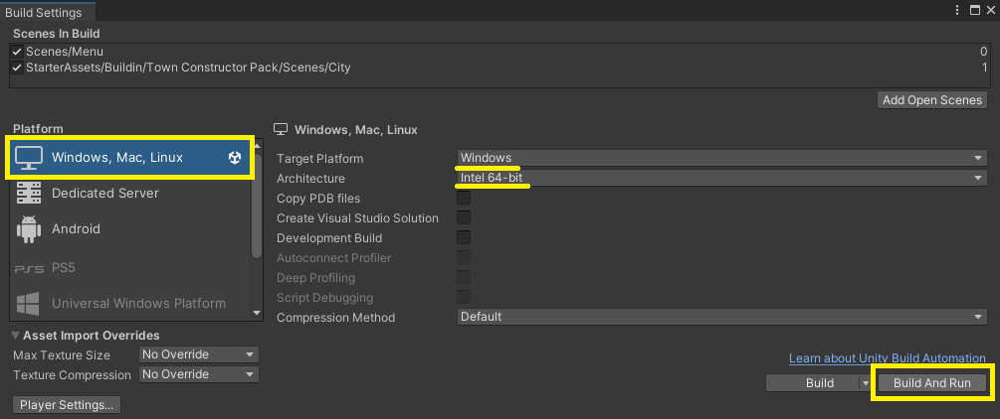 Build Settings
Scenes In Build
Scenes/Menu 0
StarterAssets/Buildin/Town Constructor Pack/Scenes/City 1
Add Open Scenes
Platform
Windows, Mac, Linux
Dedicated Server
Android
PS5
Universal Windows Platform
Windows, Mac, Linux
Target Platform Windows
Architecture Intel 64-bit
Copy PDB files
Create Visual Studio Solution
Development Build
Autoconnect Profiler
Deep Profiling
Script Debugging
Compression Method Default
Asset Import Overrides
Max Texture Size No Override
Texture Compression No Override
Learn about Unity Build Automation
Build Build And Run
Player Settings...